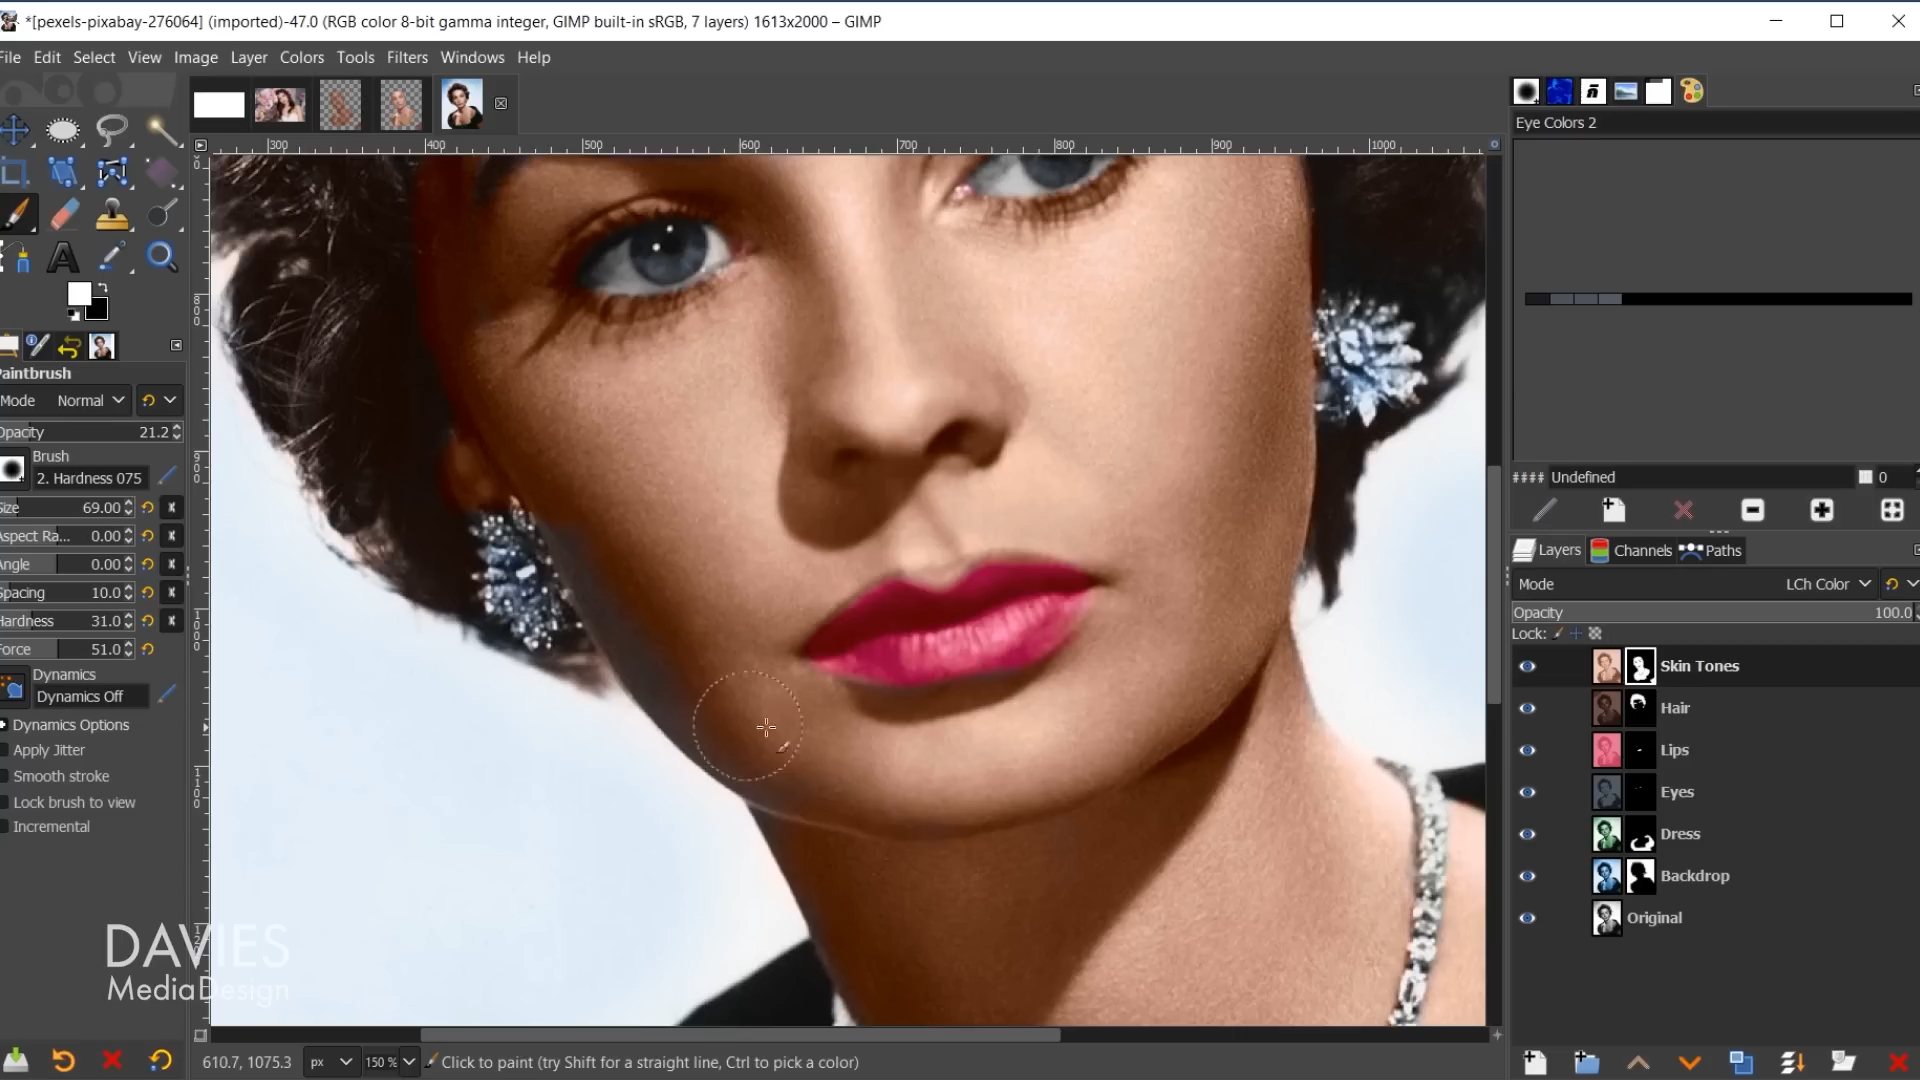 *[pexels-pixabay-276064] (imported)-47.0 (RGB color 8-bit gamma integer, GIMP built-in sRGB, 7 layers) 1613x2000 – GIMP
File Edit Select View Image Layer Colors Tools Filters Windows Help
Eye Colors 2
300 400 500 600 700 800 900 1000
800
900
1000
1100
Paintbrush
Mode Normal
Opacity 21.2
Brush
2. Hardness 075
Size 69.00
Aspect Ra... 0.00
Angle 0.00
Spacing 10.0
Hardness 31.0
Force 51.0
Dynamics
Dynamics Off
Dynamics Options
Apply Jitter
Smooth stroke
Lock brush to view
Incremental
DAVIES
MediaDesign
610.7, 1075.3 px 150 % Click to paint (try Shift for a straight line, Ctrl to pick a color)
#### Undefined 0
Layers Channels Paths
Mode LCh Color
Opacity 100.0
Lock:
Skin Tones
Hair
Lips
Eyes
Dress
Backdrop
Original